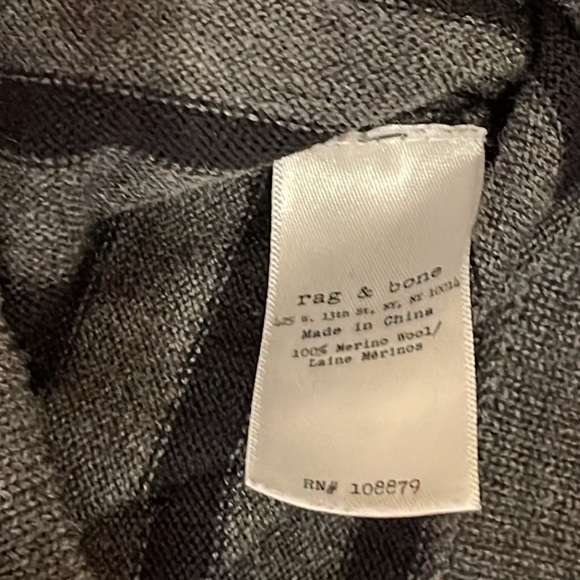 rag & bone
425 W. 13th St. NY, NY 10014
Made in China
100% Merino Wool/
Laine Mérinos
RN# 108879